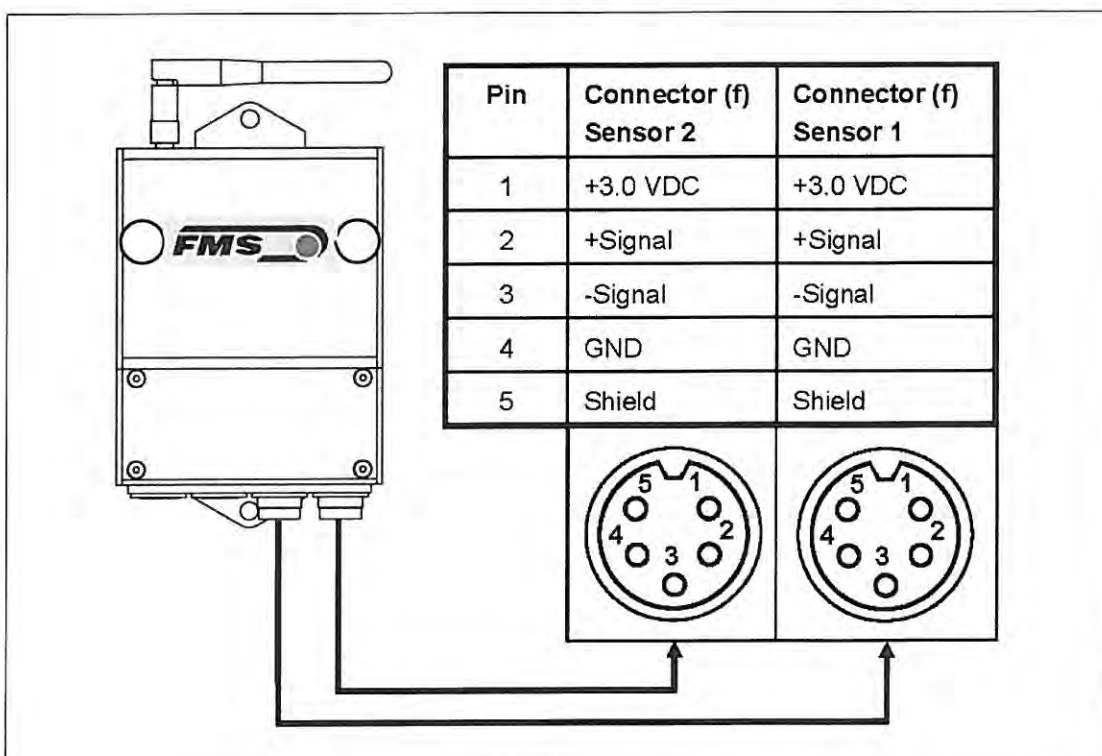 FMS
Pin Connector (f) Connector (f)
Sensor 2 Sensor 1
1 +3.0 VDC +3.0 VDC
2 +Signal +Signal
3 -Signal -Signal
4 GND GND
5 Shield Shield
5 1 5 1
4 2 4 2
3 3